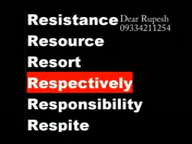 Resistance
Dear Rupesh
09334211254
Resource
Resort
Respectively
Responsibility
Respite